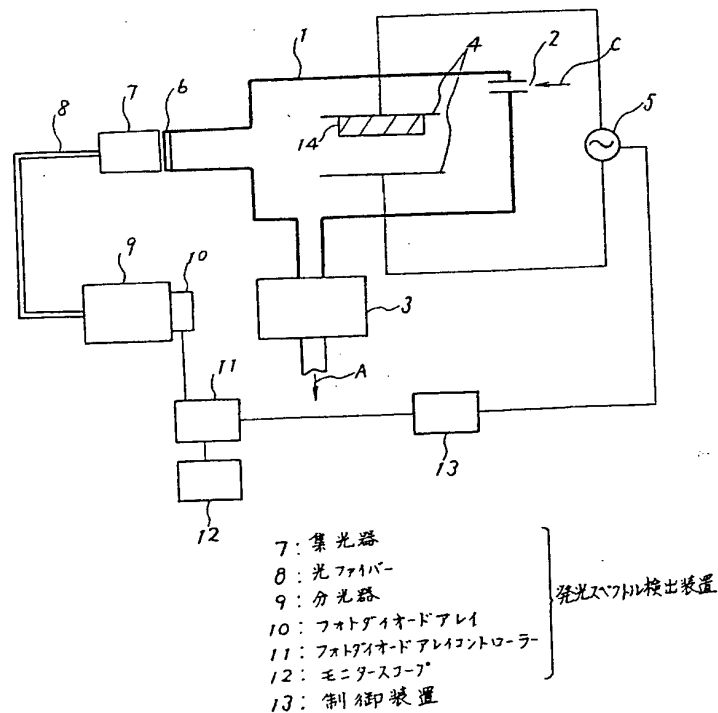 1
4
2
C
5
6
7
8
14
9
10
3
A
11
13
12
7: 集光器
8: 光ファイバー
9: 分光器
10: フォトダイオードアレイ
11: フォトダイオードアレイコントローラー
12: モニタースコープ
13: 制御装置
発光スペクトル検出装置